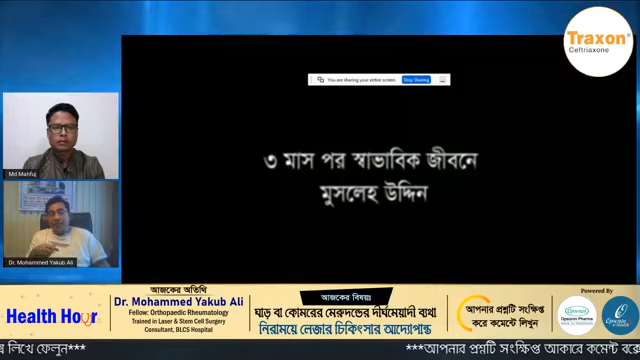 Traxon®
Ceftriaxone
You are sharing your entire screen.
Stop Sharing
৩ মাস পর স্বাভাবিক জীবনে
মুসলেহ উদ্দিন
Md Mahfuj
Dr. Mohammed Yakub Ali
Health Hour
আজকের অতিথি
Dr. Mohammed Yakub Ali
Fellow: Orthopaedic Rheumatology
Trained in Laser & Stem Cell Surgery
Consultant, BLCS Hospital
আজকের বিষয়ঃ
ঘাড় বা কোমরের মেরুদন্ডের দীর্ঘমেয়াদী ব্যথা
নিরাময়ে লেজার চিকিৎসার আদ্যোপান্ত
আপনার প্রশ্নটি সংক্ষিপ্ত
করে কমেন্টে লিখুন
Powered By
Opsonin Pharma
লিখে ফেলুন***
***আপনার প্রশ্নটি সংক্ষিপ্ত আকারে কমেন্ট বক্সে